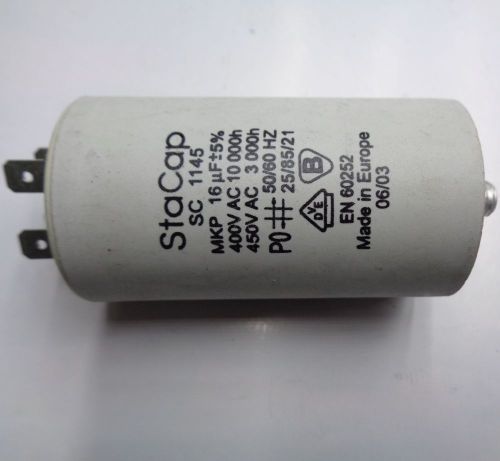 StaCap
SC 1145
MKP 16 µF±5%
400V AC 10 000h
450V AC 3 000h
P0 50/60 HZ
25/85/21
VDE B
EN 60252
Made in Europe
06/03